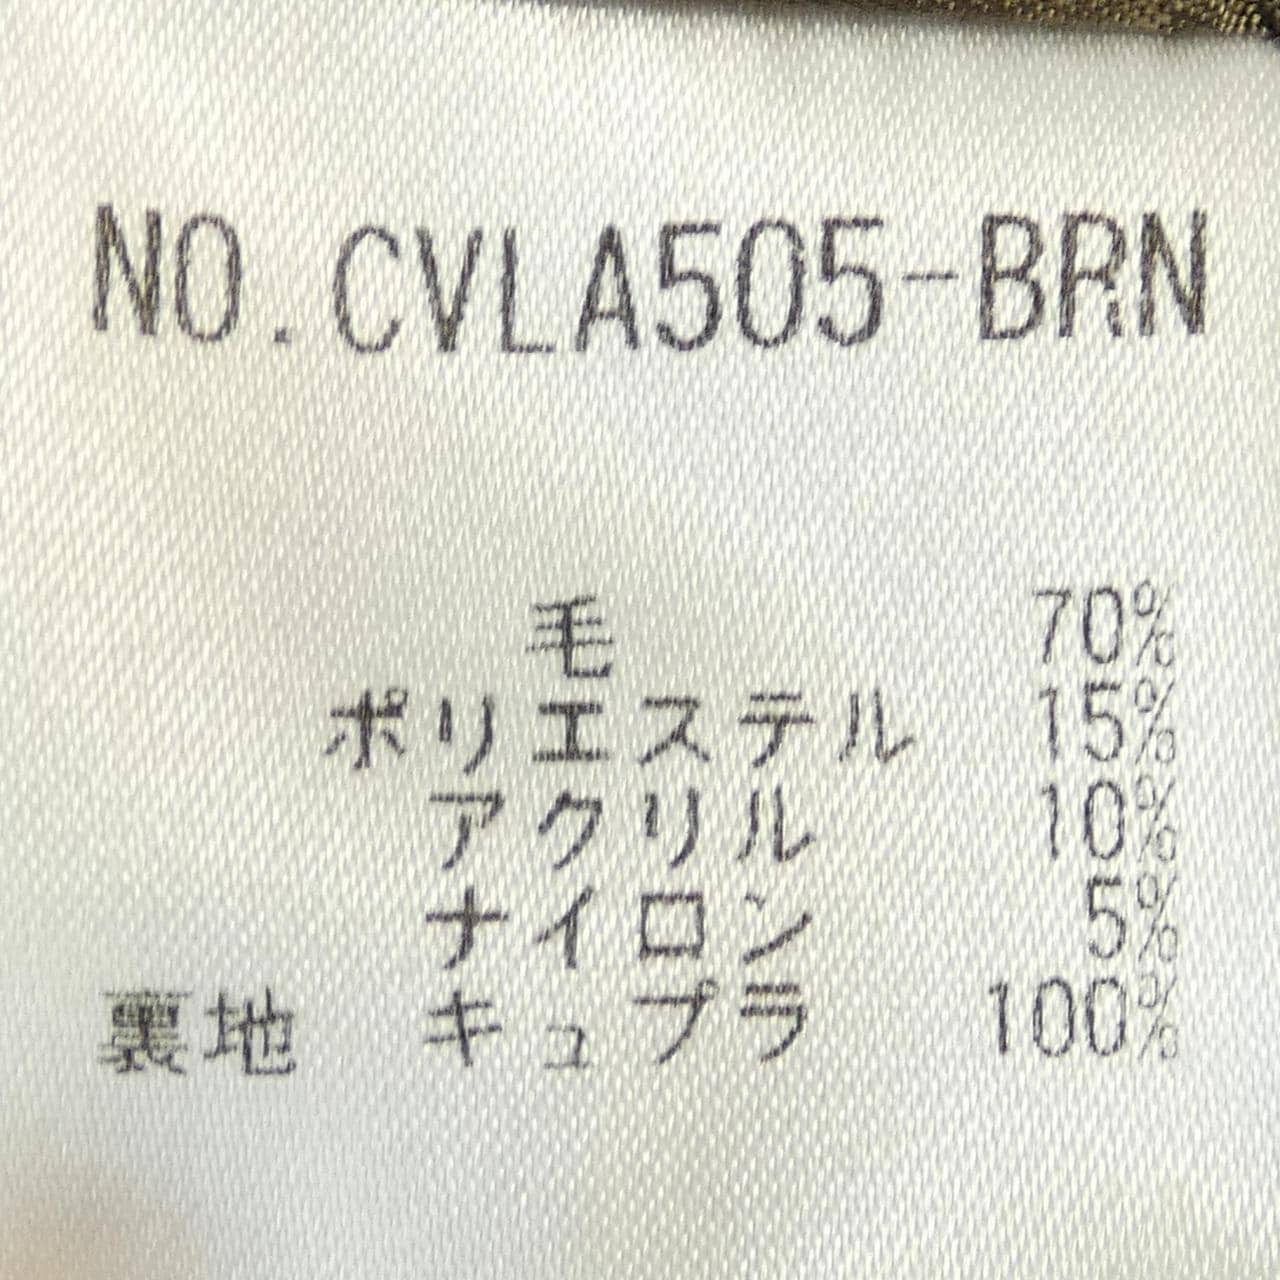 NO.CVLA505-BRN
毛 70%
ポリエステル 15%
アクリル 10%
ナイロン 5%
裏地 キュプラ 100%